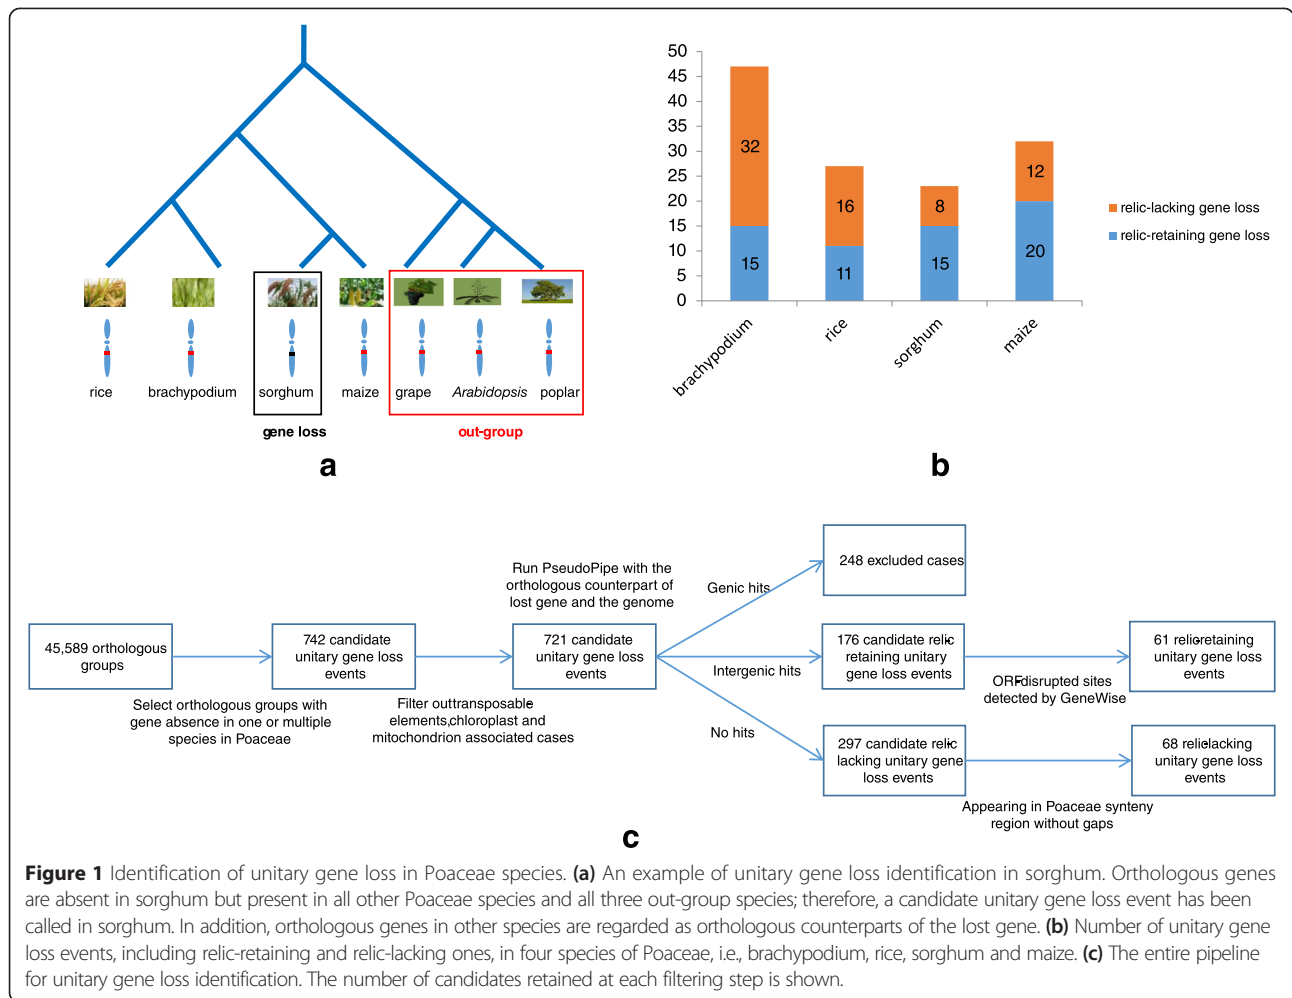 rice
brachypodium
sorghum
maize
grape
Arabidopsis
poplar
gene loss
out-group
a
50
45
40
35
30
25
20
15
10
5
0
32
15
16
11
8
15
12
20
brachypodium
rice
sorghum
maize
relic-lacking gene loss
relic-retaining gene loss
b
45,589 orthologous
groups
Select orthologous groups with
gene absence in one or multiple
species in Poaceae
742 candidate
unitary gene loss
events
Filter outtransposable-
elements,chloroplast and
mitochondrion associated cases
Run PseudoPipe with the
orthologous counterpart of
lost gene and the genome
721 candidate
unitary gene loss
events
Genic hits
248 excluded cases
Intergenic hits
176 candidate relic-
retaining unitary
gene loss events
ORF-disrupted sites
detected by GeneWise
61 relic-retaining
unitary gene loss
events
No hits
297 candidate relic-
lacking unitary gene
loss events
Appearing in Poaceae synteny
region without gaps
68 relic-lacking
unitary gene loss
events
c
Figure 1 Identification of unitary gene loss in Poaceae species. (a) An example of unitary gene loss identification in sorghum. Orthologous genes
are absent in sorghum but present in all other Poaceae species and all three out-group species; therefore, a candidate unitary gene loss event has been
called in sorghum. In addition, orthologous genes in other species are regarded as orthologous counterparts of the lost gene. (b) Number of unitary gene
loss events, including relic-retaining and relic-lacking ones, in four species of Poaceae, i.e., brachypodium, rice, sorghum and maize. (c) The entire pipeline
for unitary gene loss identification. The number of candidates retained at each filtering step is shown.